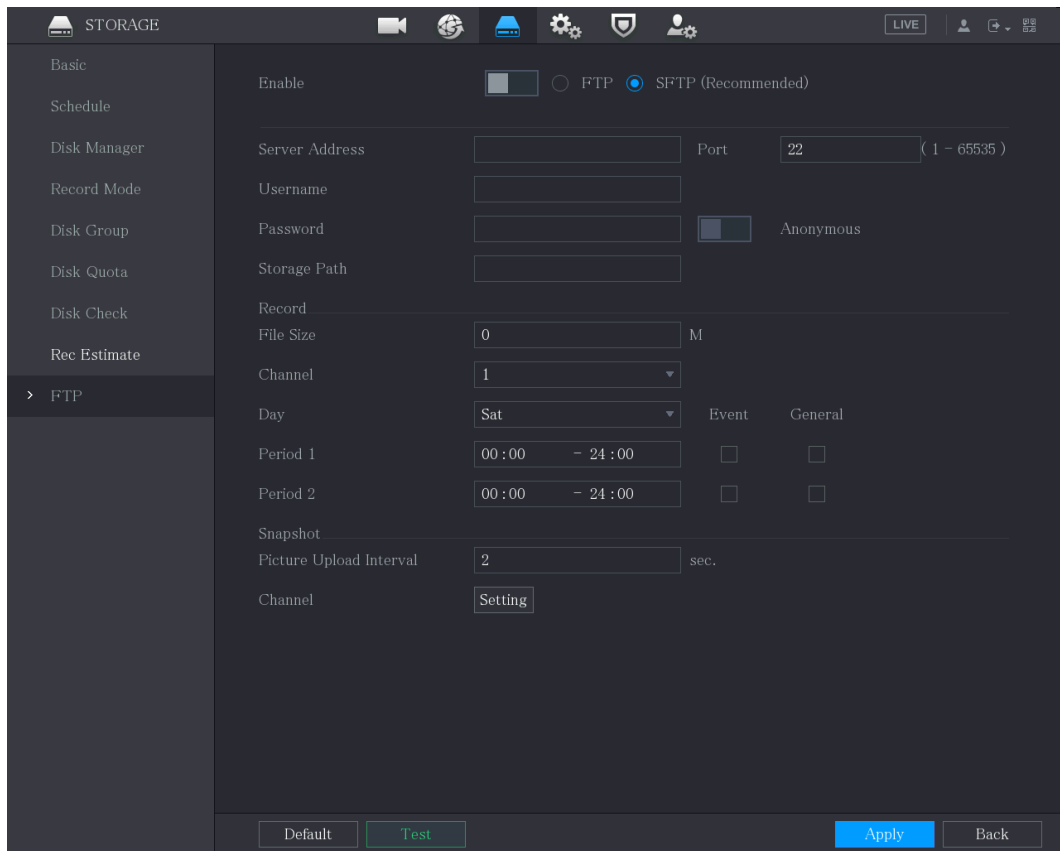 STORAGE LIVE
Basic
Schedule
Disk Manager
Record Mode
Disk Group
Disk Quota
Disk Check
Rec Estimate
FTP
Enable FTP SFTP (Recommended)
Server Address Port 22 ( 1 - 65535 )
Username
Password Anonymous
Storage Path
Record
File Size 0 M
Channel 1
Day Sat Event General
Period 1 00 : 00 - 24 : 00
Period 2 00 : 00 - 24 : 00
Snapshot
Picture Upload Interval 2 sec.
Channel Setting
Default Test Apply Back